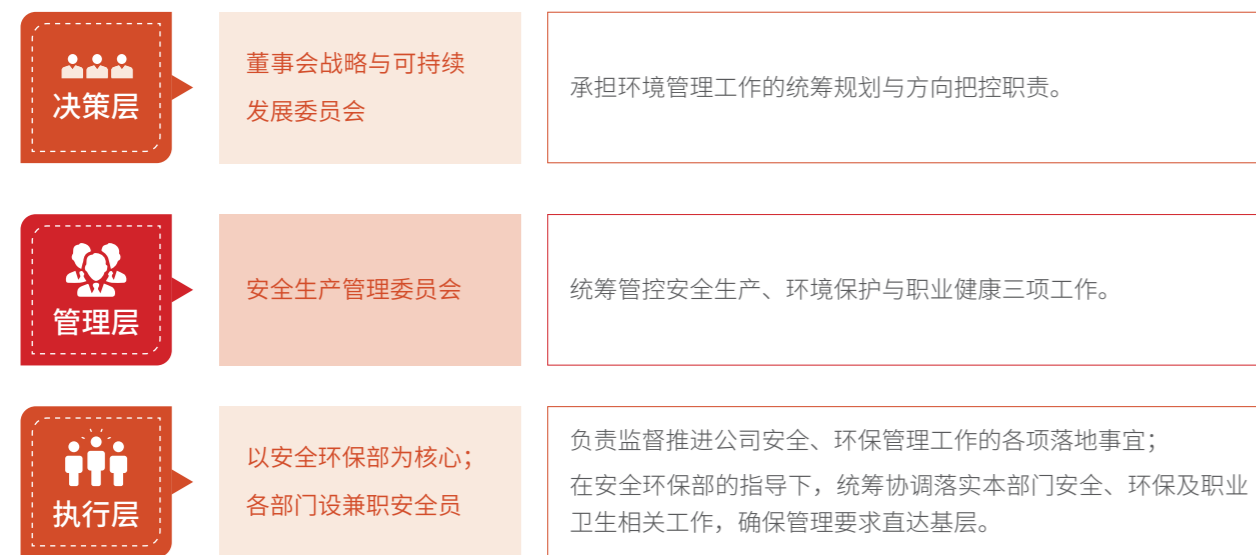 决策层
董事会战略与可持续
发展委员会
承担环境管理工作的统筹规划与方向把控职责。
管理层
安全生产管理委员会
统筹管控安全生产、环境保护与职业健康三项工作。
执行层
以安全环保部为核心；
各部门设兼职安全员
负责监督推进公司安全、环保管理工作的各项落地事宜；
在安全环保部的指导下，统筹协调落实本部门安全、环保及职业
卫生相关工作，确保管理要求直达基层。